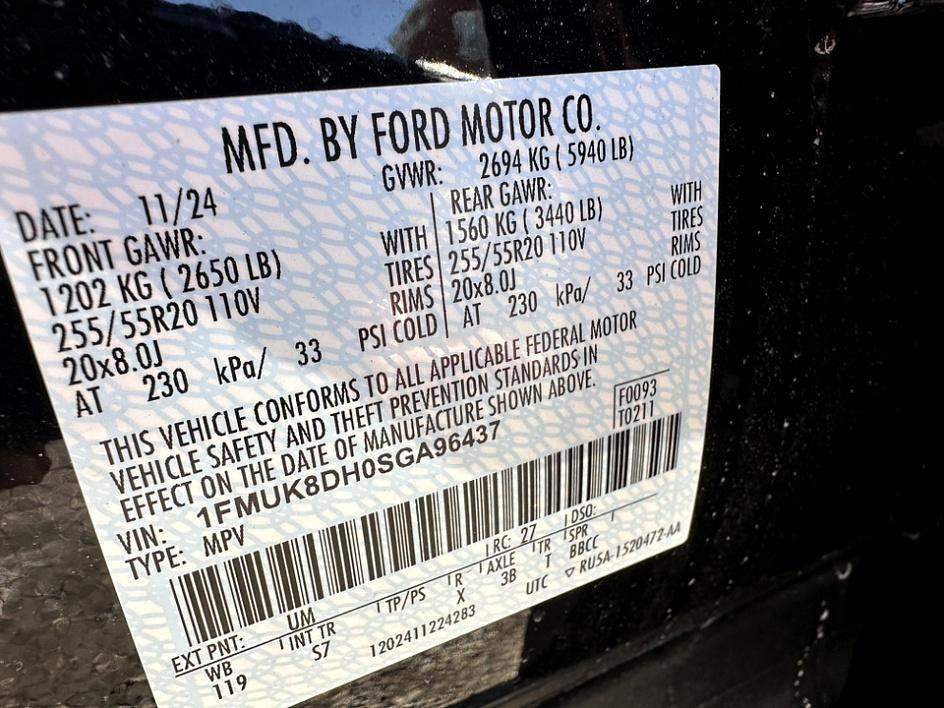 MFD. BY FORD MOTOR CO.
DATE: 11/24 GVWR: 2694 KG ( 5940 LB)
FRONT GAWR: REAR GAWR:
1202 KG ( 2650 LB) WITH 1560 KG ( 3440 LB) WITH
255/55R20 110V TIRES 255/55R20 110V TIRES
20x8.0J RIMS 20x8.0J RIMS
AT 230 kPa/ 33 PSI COLD AT 230 kPa/ 33 PSI COLD
THIS VEHICLE CONFORMS TO ALL APPLICABLE FEDERAL MOTOR
VEHICLE SAFETY AND THEFT PREVENTION STANDARDS IN
EFFECT ON THE DATE OF MANUFACTURE SHOWN ABOVE.
F0093
T0211
VIN: 1FMUK8DH0SGA96437
TYPE: MPV
EXT PNT: UM RC: 27 DSO:
WB INT TR TP/PS R AXLE TR SPR
119 S7 X 3B 1 BBCC
1202411224283 UTC ▽ RU5A-1520472-AA